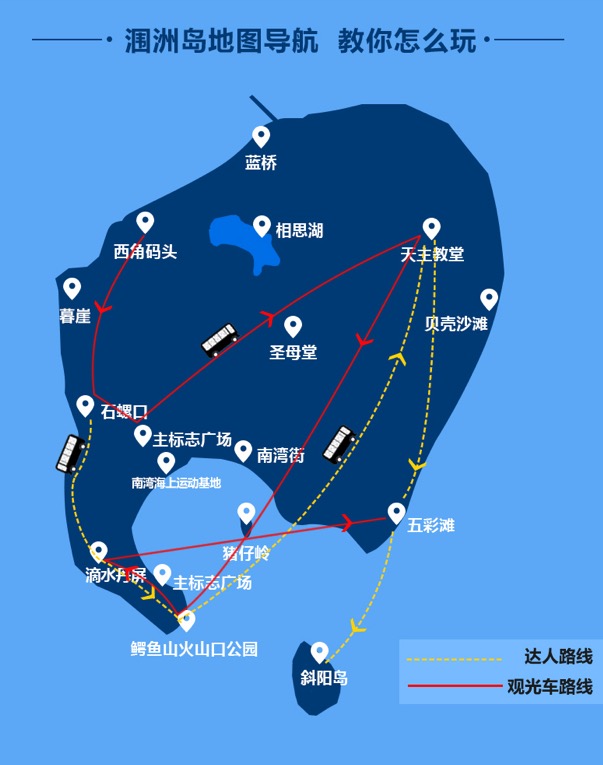 涠洲岛地图导航 教你怎么玩
蓝桥
西角码头
相思湖
天主教堂
暮崖
贝壳沙滩
圣母堂
石螺口
主标志广场
南湾街
南湾海上运动基地
五彩滩
猪仔岭
滴水丹屏
主标志广场
鳄鱼山火山口公园
斜阳岛
达人路线
观光车路线